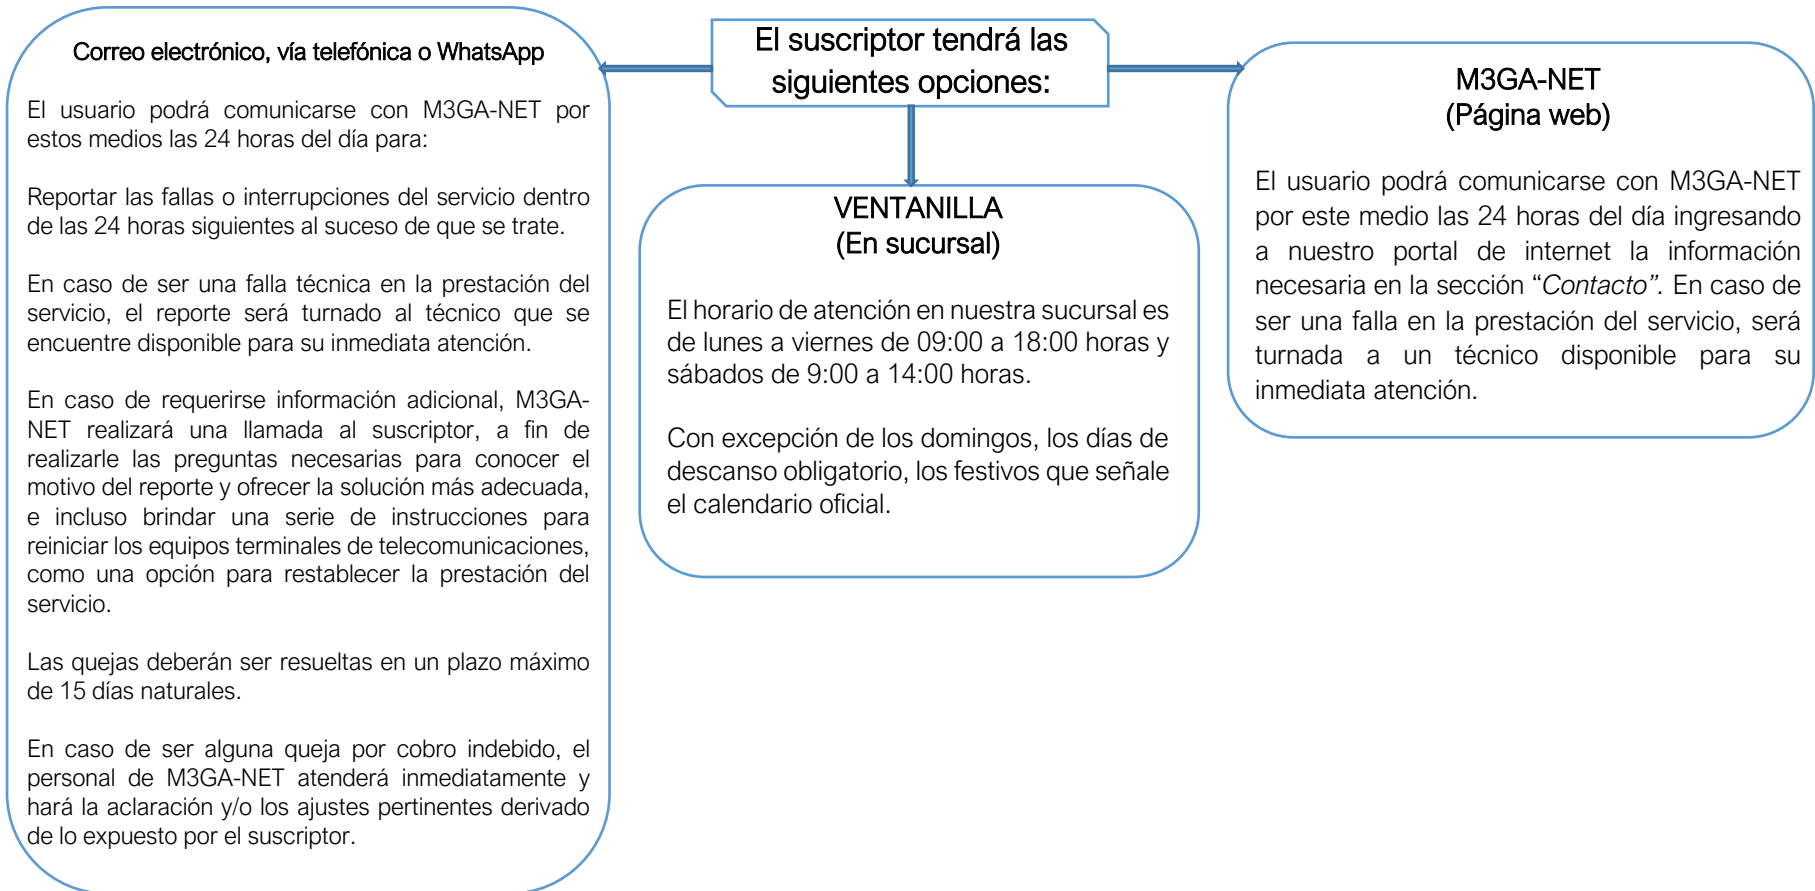 El suscriptor tendrá las
siguientes opciones:
Correo electrónico, vía telefónica o WhatsApp
El usuario podrá comunicarse con M3GA-NET por
estos medios las 24 horas del día para:
Reportar las fallas o interrupciones del servicio dentro
de las 24 horas siguientes al suceso de que se trate.
En caso de ser una falla técnica en la prestación del
servicio, el reporte será turnado al técnico que se
encuentre disponible para su inmediata atención.
En caso de requerirse información adicional, M3GA-
NET realizará una llamada al suscriptor, a fin de
realizarle las preguntas necesarias para conocer el
motivo del reporte y ofrecer la solución más adecuada,
e incluso brindar una serie de instrucciones para
reiniciar los equipos terminales de telecomunicaciones,
como una opción para restablecer la prestación del
servicio.
Las quejas deberán ser resueltas en un plazo máximo
de 15 días naturales.
En caso de ser alguna queja por cobro indebido, el
personal de M3GA-NET atenderá inmediatamente y
hará la aclaración y/o los ajustes pertinentes derivado
de lo expuesto por el suscriptor.
VENTANILLA
(En sucursal)
El horario de atención en nuestra sucursal es
de lunes a viernes de 09:00 a 18:00 horas y
sábados de 9:00 a 14:00 horas.
Con excepción de los domingos, los días de
descanso obligatorio, los festivos que señale
el calendario oficial.
M3GA-NET
(Página web)
El usuario podrá comunicarse con M3GA-NET
por este medio las 24 horas del día ingresando
a nuestro portal de internet la información
necesaria en la sección “Contacto”. En caso de
ser una falla en la prestación del servicio, será
turnada a un técnico disponible para su
inmediata atención.